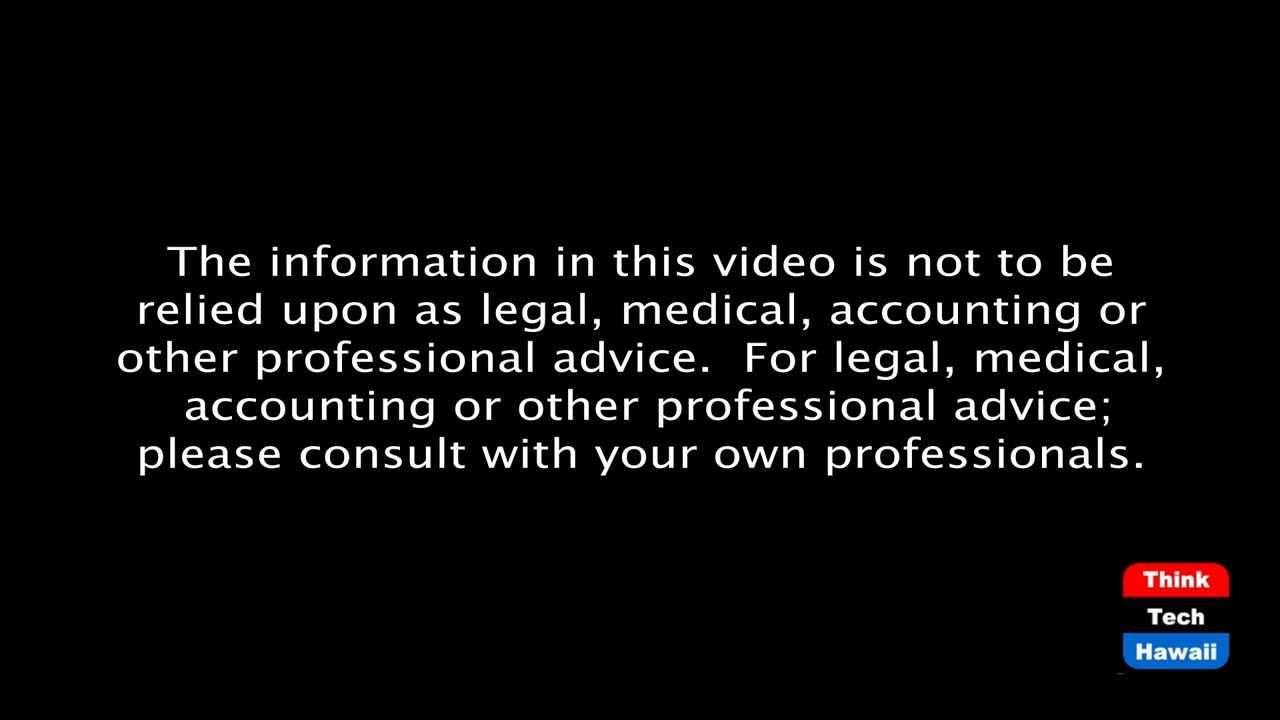 The information in this video is not to be
relied upon as legal, medical, accounting or
other professional advice.  For legal, medical,
accounting or other professional advice;
please consult with your own professionals.
Think
Tech
Hawaii